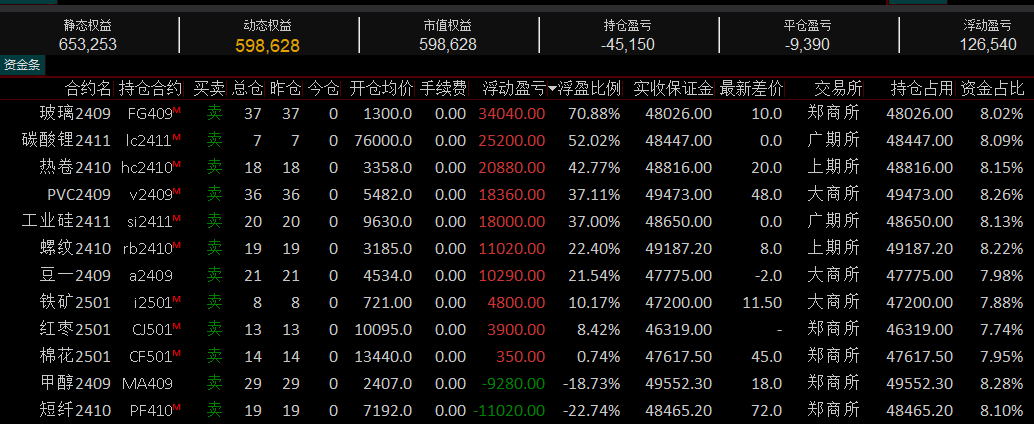 静态权益 动态权益 市值权益 持仓盈亏 平仓盈亏 浮动盈亏
653,253 598,628 598,628 -45,150 -9,390 126,540
资金条
合约名 持仓合约 买卖 总仓 昨仓 今仓 开仓均价 手续费 浮动盈亏 浮盈比例 实收保证金 最新差价 交易所 持仓占用 资金占比
玻璃2409 FG409M 卖 37 37 0 1300.0 0.00 34040.00 70.88% 48026.00 10.0 郑商所 48026.00 8.02%
碳酸锂2411 lc2411M 卖 7 7 0 76000.0 0.00 25200.00 52.02% 48447.00 0.0 广期所 48447.00 8.09%
热卷2410 hc2410M 卖 18 18 0 3358.0 0.00 20880.00 42.77% 48816.00 20.0 上期所 48816.00 8.15%
PVC2409 v2409M 卖 36 36 0 5482.0 0.00 18360.00 37.11% 49473.00 48.0 大商所 49473.00 8.26%
工业硅2411 si2411M 卖 20 20 0 9630.0 0.00 18000.00 37.00% 48650.00 0.0 广期所 48650.00 8.13%
螺纹2410 rb2410M 卖 19 19 0 3185.0 0.00 11020.00 22.40% 49187.20 8.0 上期所 49187.20 8.22%
豆一2409 a2409 卖 21 21 0 4534.0 0.00 10290.00 21.54% 47775.00 -2.0 大商所 47775.00 7.98%
铁矿2501 i2501M 卖 8 8 0 721.00 0.00 4800.00 10.17% 47200.00 11.50 大商所 47200.00 7.88%
红枣2501 CJ501M 卖 13 13 0 10095.0 0.00 3900.00 8.42% 46319.00 - 郑商所 46319.00 7.74%
棉花2501 CF501M 卖 14 14 0 13440.0 0.00 350.00 0.74% 47617.50 45.0 郑商所 47617.50 7.95%
甲醇2409 MA409 卖 29 29 0 2407.0 0.00 -9280.00 -18.73% 49552.30 18.0 郑商所 49552.30 8.28%
短纤2410 PF410M 卖 19 19 0 7192.0 0.00 -11020.00 -22.74% 48465.20 72.0 郑商所 48465.20 8.10%